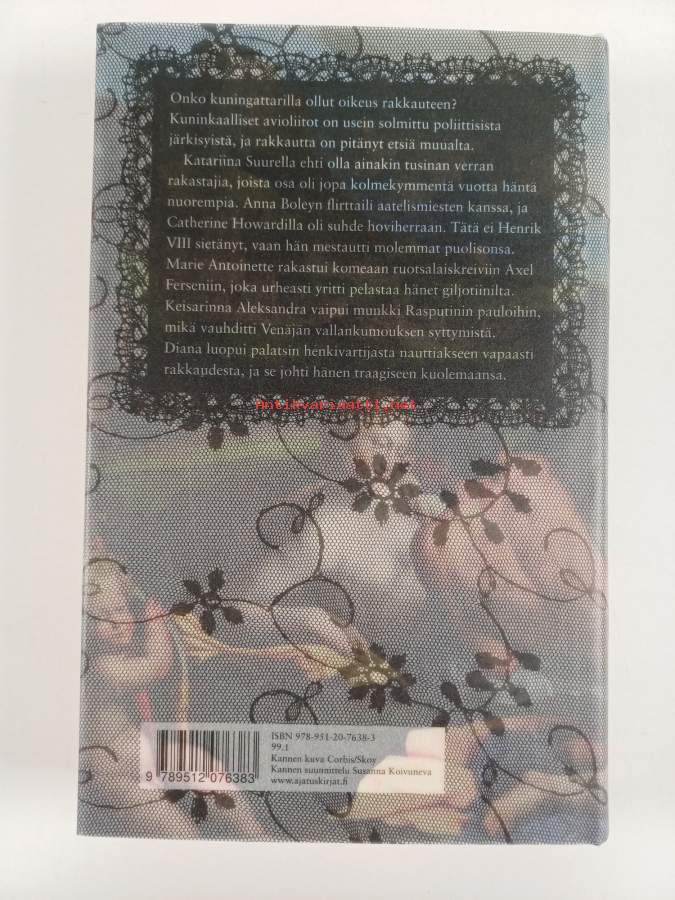 Onko kuningattarilla ollut oikeus rakkauteen?
Kuninkaalliset avioliitot on usein solmittu poliittisista
järkisyistä, ja rakkautta on pitänyt etsiä muualta.
Katariina Suurella ehti olla ainakin tusinan verran
rakastajia, joista osa oli jopa kolmekymmentä vuotta häntä
nuorempia. Anna Boleyn flirttaili aatelismiesten kanssa, ja
Catherine Howardilla oli suhde hoviherraan. Tätä ei Henrik
VIII sietänyt, vaan hän mestautti molemmat puolisonsa.
Marie Antoinette rakastui komeaan ruotsalaiskreiviin Axel
Ferseniin, joka urheasti yritti pelastaa hänet giljotiinilta.
Keisarinna Aleksandra vaipui munkki Rasputinin pauloihin,
mikä vauhditti Venäjän vallankumouksen syttymistä.
Diana luopui palatsin henkivartijasta nauttiakseen vapaasti
rakkaudesta, ja se johti hänen traagiseen kuolemaansa.
antikvariaatti.net
ISBN 978-951-20-7638-3
99.1
Kannen kuva Corbis/Skoy
Kannen suunnittelu Susanna Koivuneva
www.ajatuskirjat.fi
9 789512 076383